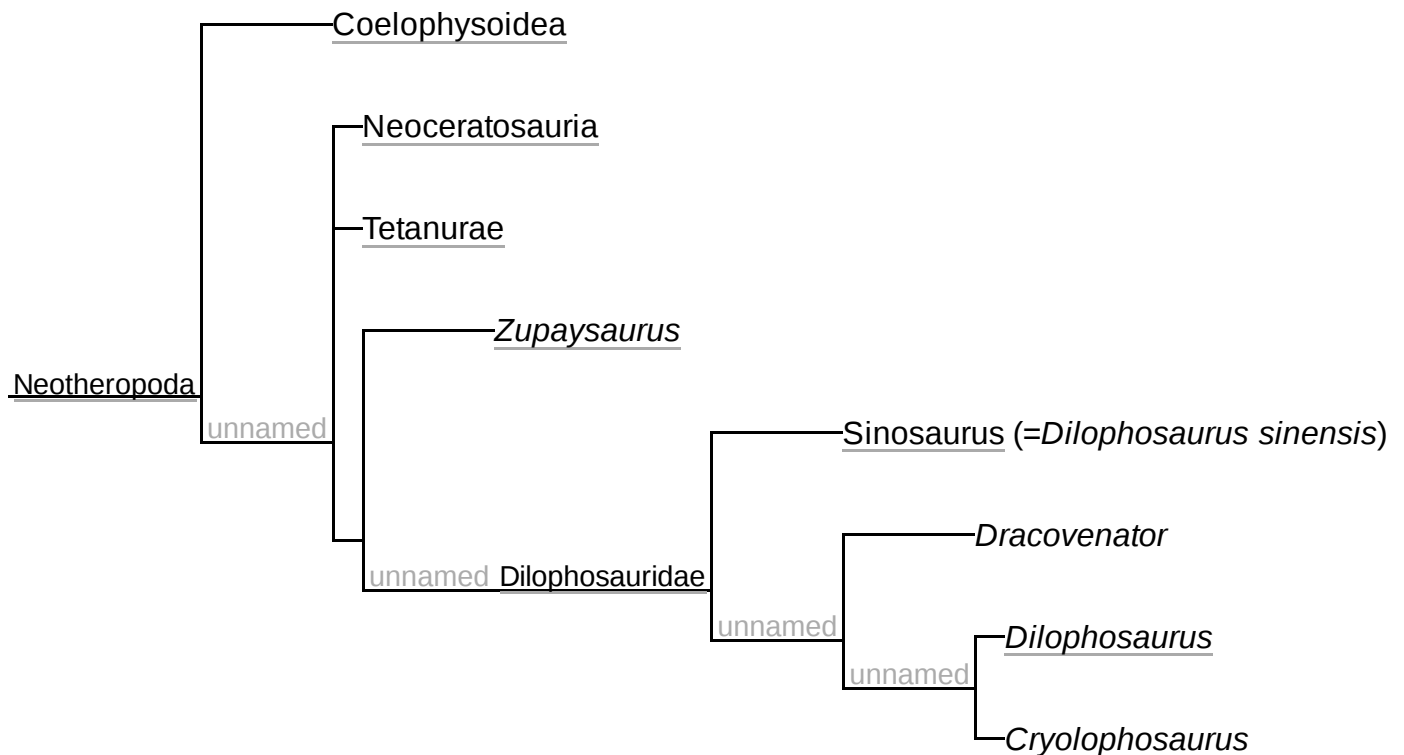 Coelophysoidea
Neoceratosauria
Tetanurae
Zupaysaurus
Neotheropoda
unnamed
Sinosaurus (=Dilophosaurus sinensis)
Dracovenator
unnamed Dilophosauridae
unnamed
Dilophosaurus
unnamed
Cryolophosaurus